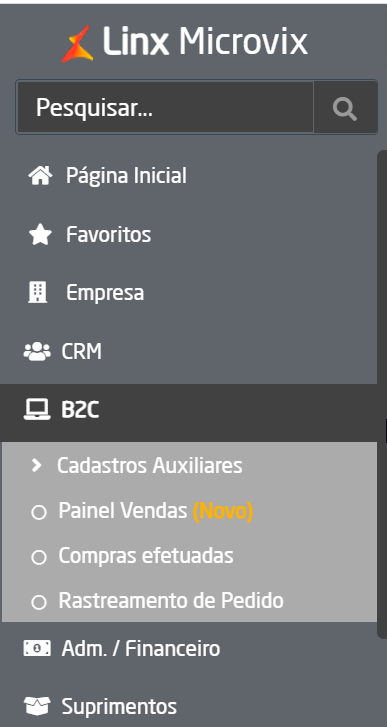 Linx Microvix
Pesquisar...
Página Inicial
Favoritos
Empresa
CRM
B2C
Cadastros Auxiliares
Painel Vendas (Novo)
Compras efetuadas
Rastreamento de Pedido
Adm. / Financeiro
Suprimentos